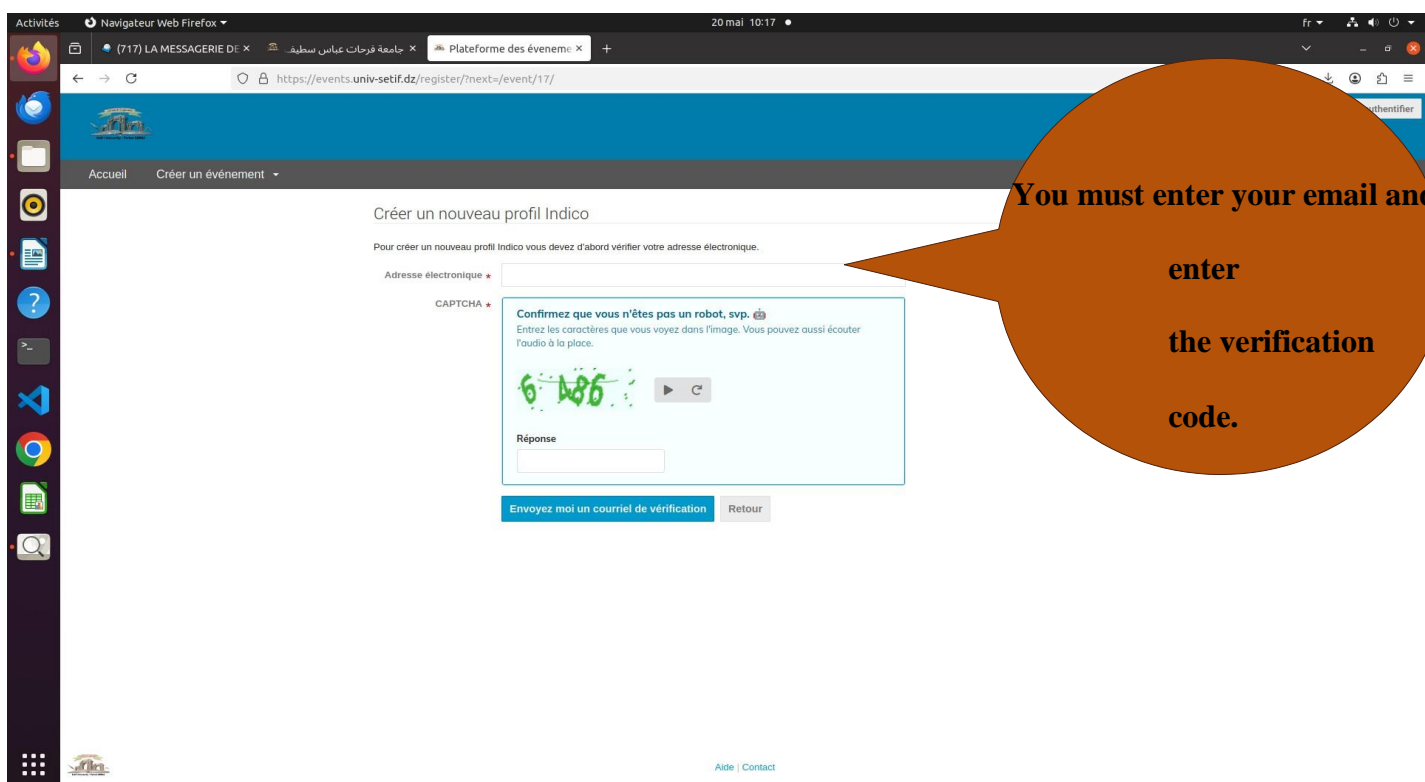 Activités
Navigateur Web Firefox
20 mai 10:17
fr
(717) LA MESSAGERIE DE
جامعة فرحات عباس سطيف
Plateforme des éveneme
https://events.univ-setif.dz/register/?next=/event/17/
uthentifier
Accueil
Créer un événement
Créer un nouveau profil Indico
Pour créer un nouveau profil Indico vous devez d'abord vérifier votre adresse électronique.
Adresse électronique *
CAPTCHA *
Confirmez que vous n'êtes pas un robot, svp.
Entrez les caractères que vous voyez dans l'image. Vous pouvez aussi écouter
l'audio à la place.
Réponse
Envoyez moi un courriel de vérification
Retour
You must enter your email and
enter
the verification
code.
Aide | Contact